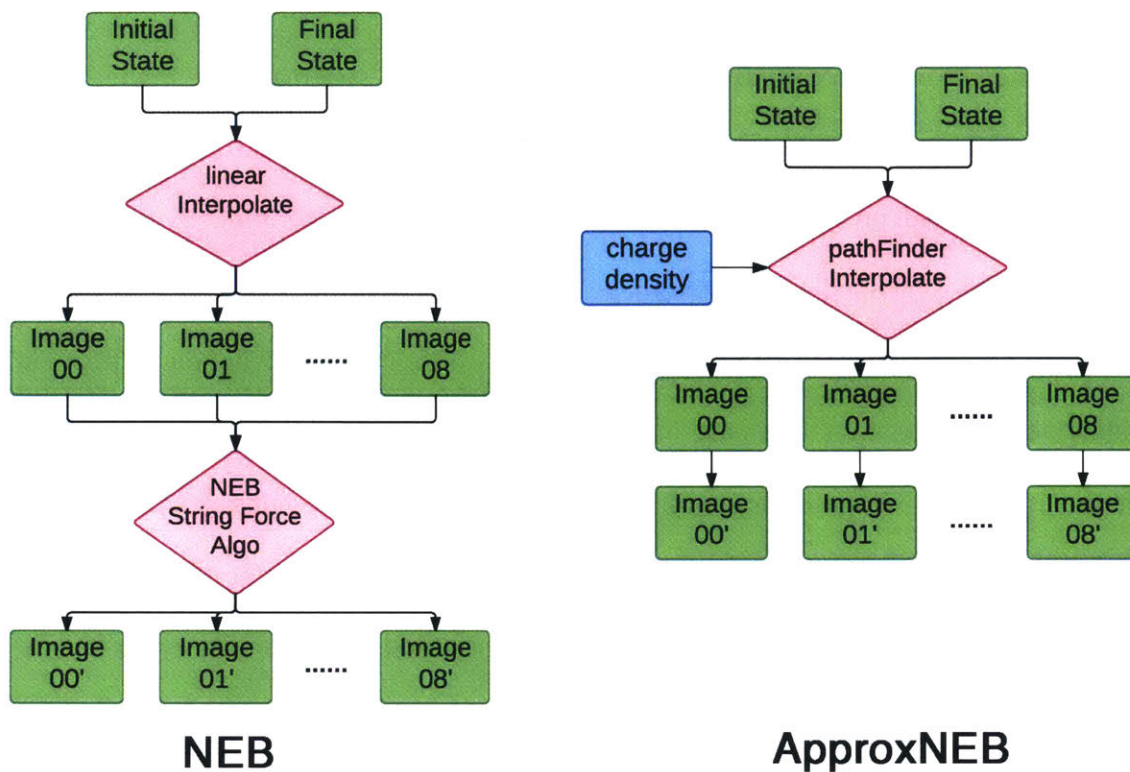 Initial
State
Final
State
linear
Interpolate
Image
00
Image
01
......
Image
08
NEB
String Force
Algo
Image
00'
Image
01'
......
Image
08'
NEB
Initial
State
Final
State
charge
density
pathFinder
Interpolate
Image
00
Image
01
......
Image
08
Image
00'
Image
01'
......
Image
08'
ApproxNEB